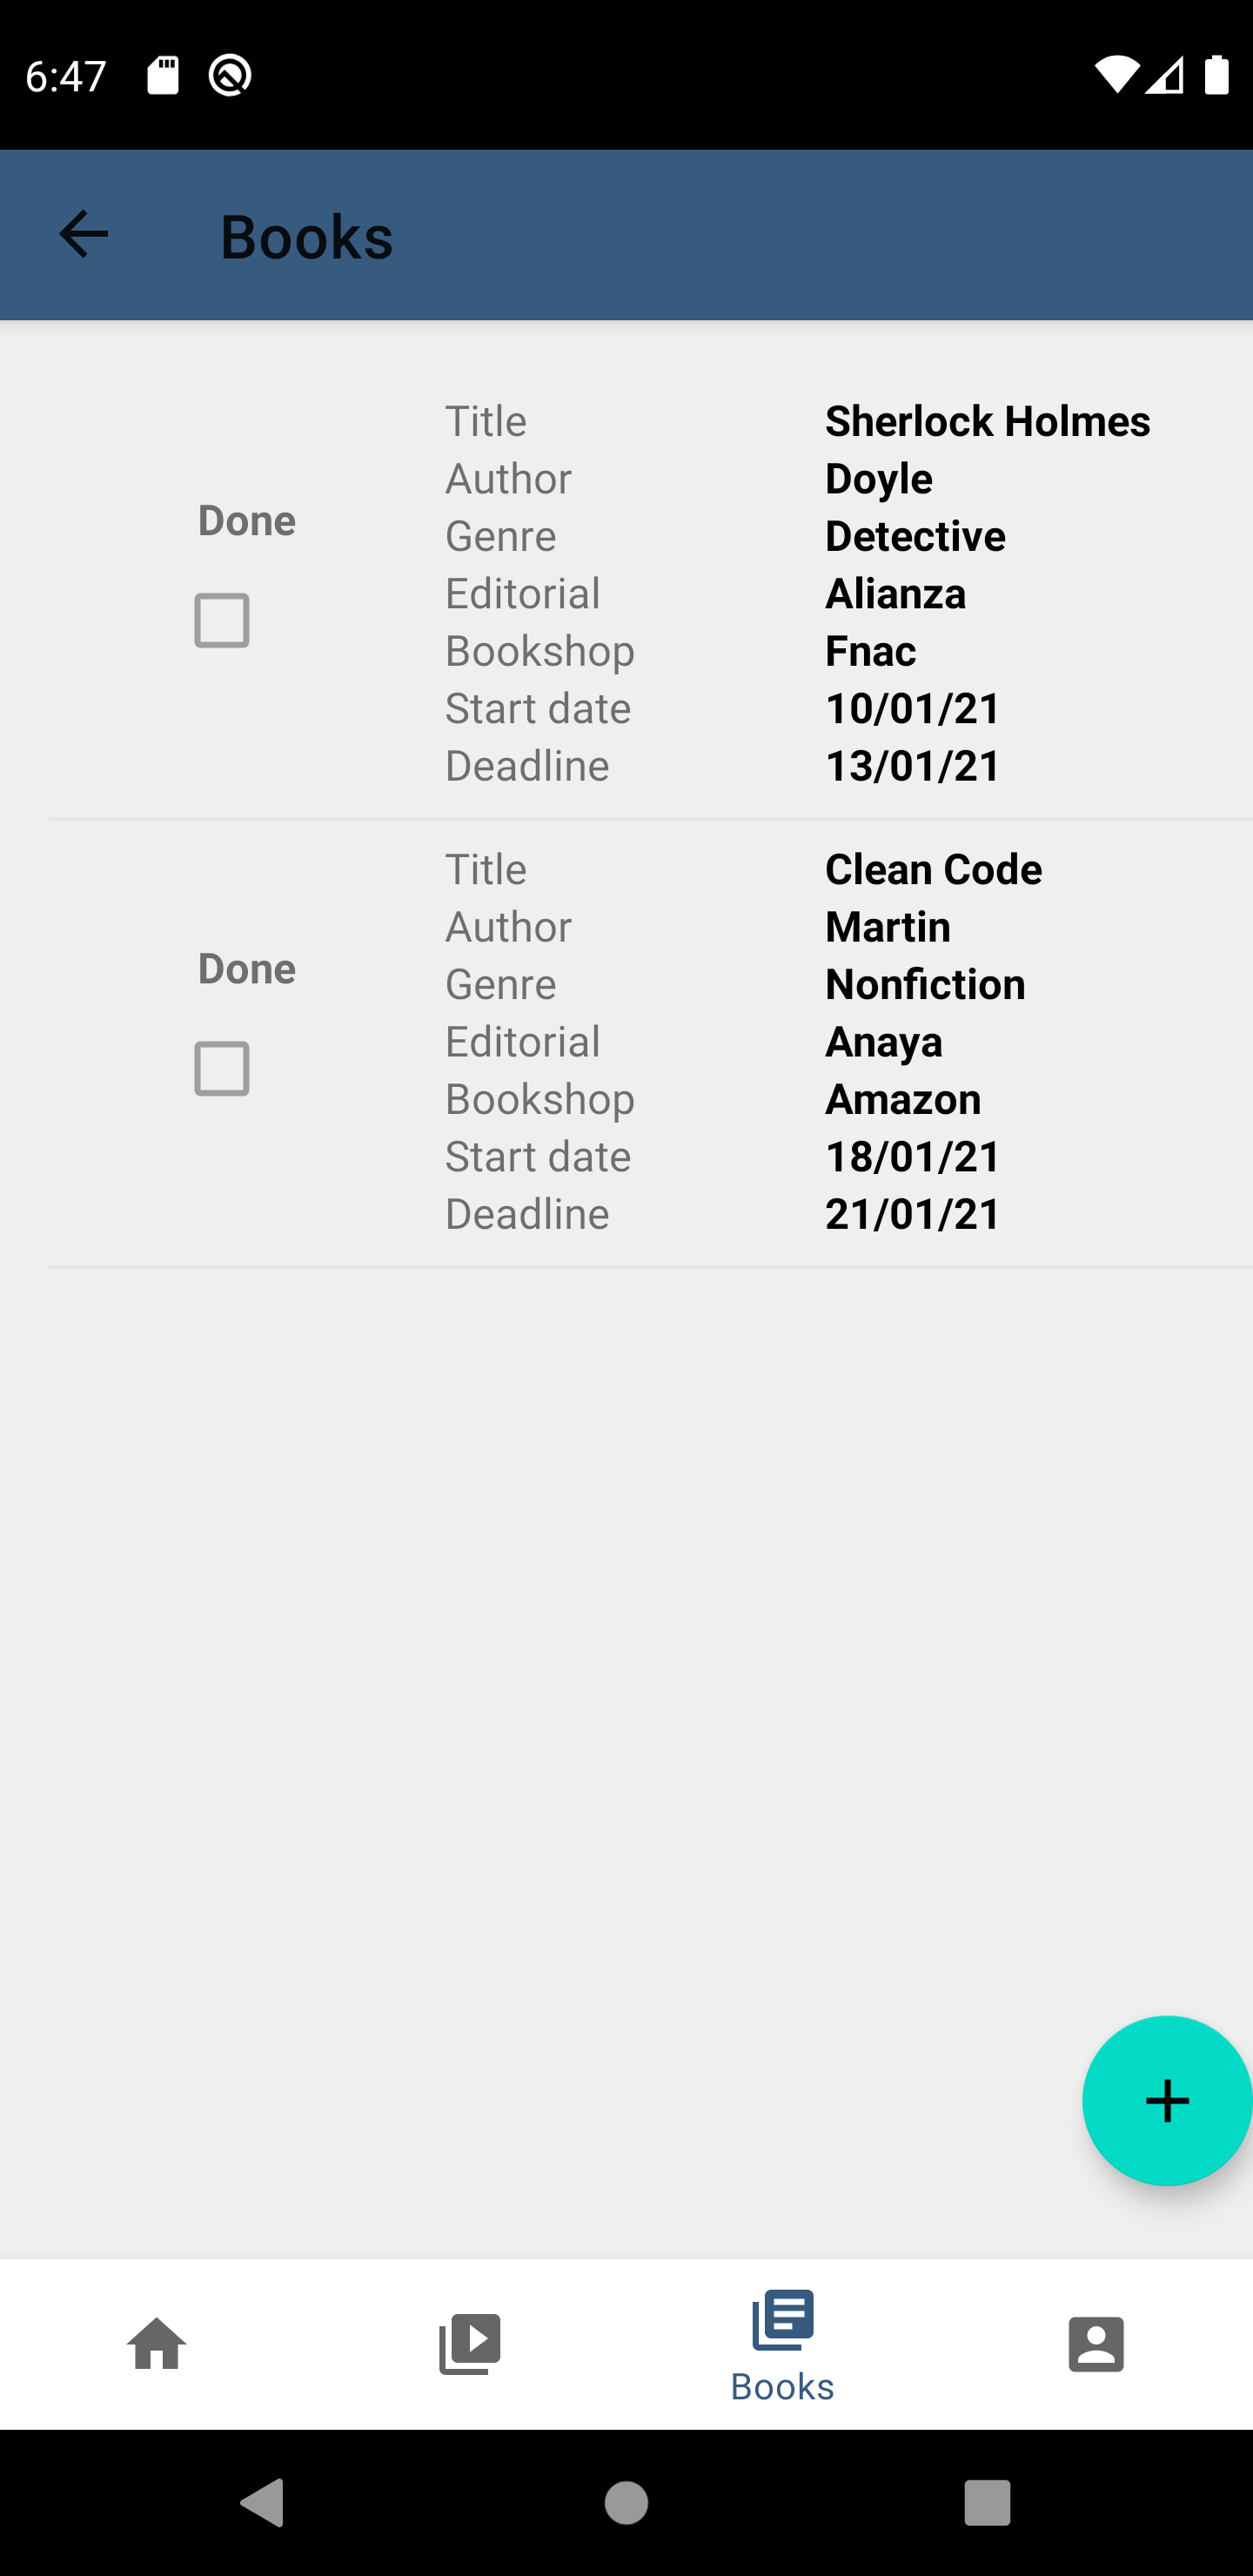 6:47
Books
Title Sherlock Holmes
Author Doyle
Done
Genre Detective
Editorial Alianza
Bookshop Fnac
Start date 10/01/21
Deadline 13/01/21
Title Clean Code
Author Martin
Done
Genre Nonfiction
Editorial Anaya
Bookshop Amazon
Start date 18/01/21
Deadline 21/01/21
Books